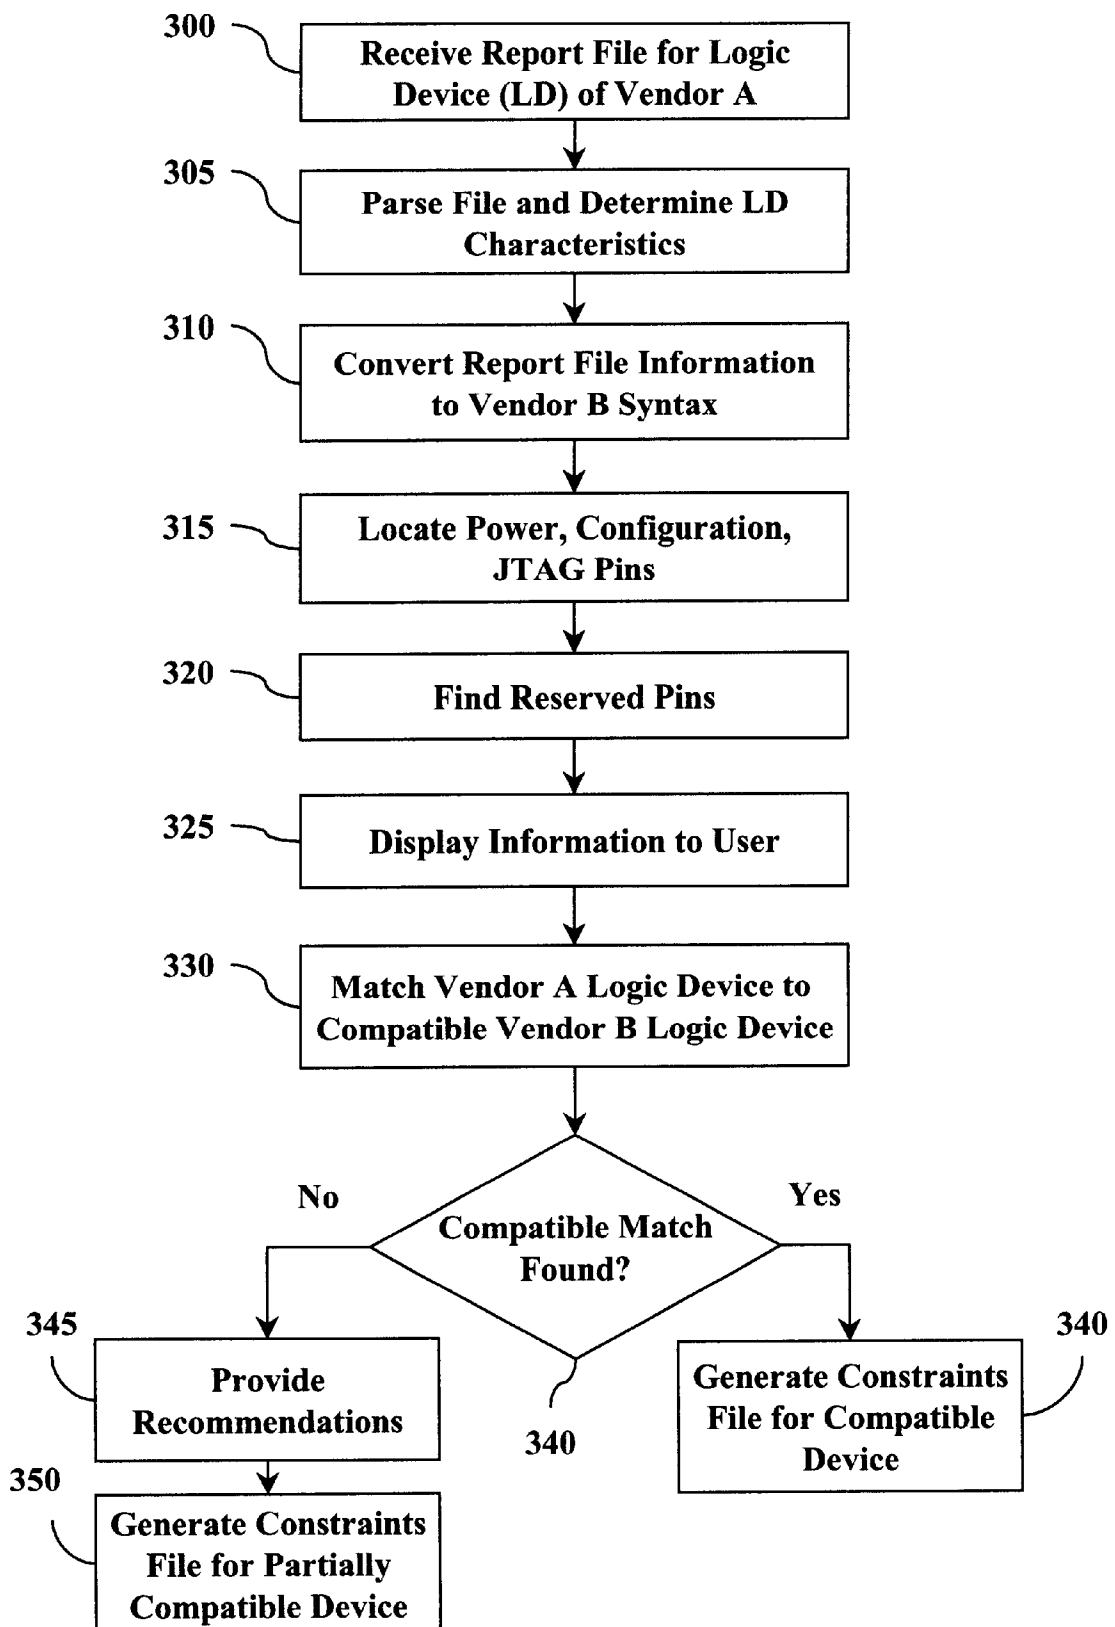 300
Receive Report File for Logic
Device (LD) of Vendor A
305
Parse File and Determine LD
Characteristics
310
Convert Report File Information
to Vendor B Syntax
315
Locate Power, Configuration,
JTAG Pins
320
Find Reserved Pins
325
Display Information to User
330
Match Vendor A Logic Device to
Compatible Vendor B Logic Device
No
Yes
Compatible Match
Found?
345
340
Provide
Recommendations
340
Generate Constraints
File for Compatible
Device
350
Generate Constraints
File for Partially
Compatible Device